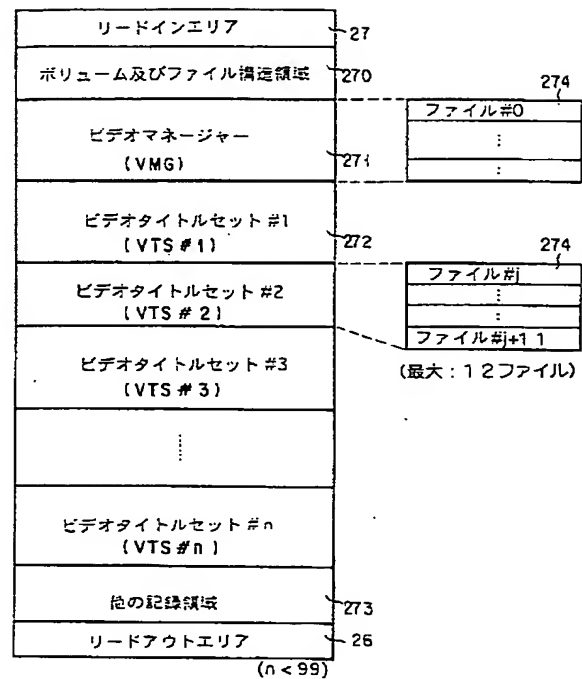 リードインエリア
27
ボリューム及びファイル構造領域
270
274
ビデオマネージャー
(VMG)
271
ファイル#0
⋮
:
ビデオタイトルセット #1
(VTS #1)
272
274
ビデオタイトルセット #2
(VTS # 2)
ファイル#j
⋮
:
ファイル#j+1 1
(最大:1 2ファイル)
ビデオタイトルセット #3
(VTS # 3)
⋮
ビデオタイトルセット #n
(VTS #n)
他の記録領域
273
リードアウトエリア
26
(n < 99)